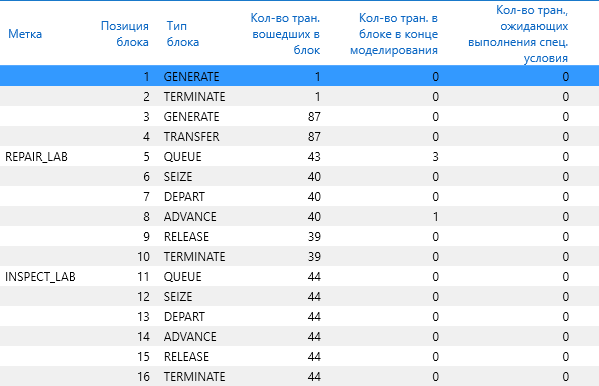 Метка Позиция блока Тип блока Кол-во тран. вошедших в блок Кол-во тран. в блоке в конце моделирования Кол-во тран., ожидающих выполнения спец. условия
1 GENERATE 1 0 0
2 TERMINATE 1 0 0
3 GENERATE 87 0 0
4 TRANSFER 87 0 0
REPAIR_LAB 5 QUEUE 43 3 0
6 SEIZE 40 0 0
7 DEPART 40 0 0
8 ADVANCE 40 1 0
9 RELEASE 39 0 0
10 TERMINATE 39 0 0
INSPECT_LAB 11 QUEUE 44 0 0
12 SEIZE 44 0 0
13 DEPART 44 0 0
14 ADVANCE 44 0 0
15 RELEASE 44 0 0
16 TERMINATE 44 0 0